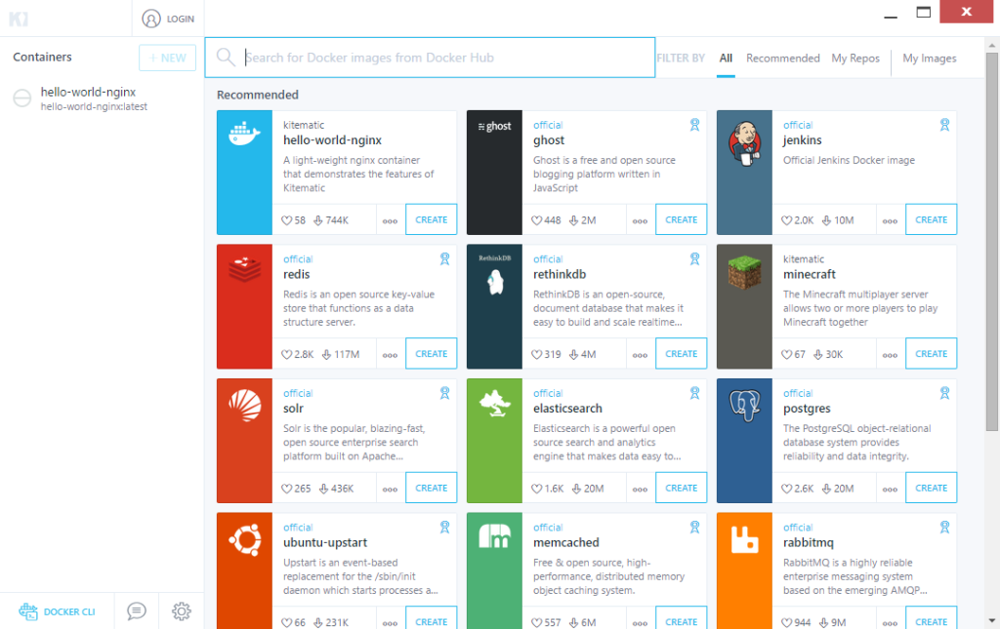 K!
LOGIN
Containers
+ NEW
hello-world-nginx
hello-world-nginx:latest
DOCKER CLI
Search for Docker images from Docker Hub
FILTER BY All Recommended My Repos My Images
Recommended
kitematic
hello-world-nginx
A light-weight nginx container
that demonstrates the features of
Kitematic
58 744K
CREATE
ghost
official
ghost
Ghost is a free and open source
blogging platform written in
JavaScript
448 2M
CREATE
official
jenkins
Official Jenkins Docker image
2.0K 10M
CREATE
official
redis
Redis is an open source key-value
store that functions as a data
structure server.
2.8K 117M
CREATE
RethinkDB
official
rethinkdb
RethinkDB is an open-source,
document database that makes it
easy to build and scale realtime...
319 4M
CREATE
kitematic
minecraft
The Minecraft multiplayer server
allows two or more players to play
Minecraft together
67 30K
CREATE
official
solr
Solr is the popular, blazing-fast,
open source enterprise search
platform built on Apache...
265 436K
CREATE
official
elasticsearch
Elasticsearch is a powerful open
source search and analytics
engine that makes data easy to...
1.6K 20M
CREATE
official
postgres
The PostgreSQL object-relational
database system provides
reliability and data integrity.
2.6K 20M
CREATE
official
ubuntu-upstart
Upstart is an event-based
replacement for the /sbin/init
daemon which starts processes a...
66 231K
CREATE
m
official
memcached
Free & open source, high-
performance, distributed memory
object caching system.
557 6M
CREATE
official
rabbitmq
RabbitMQ is a highly reliable
enterprise messaging system
based on the emerging AMQP...
944 9M
CREATE